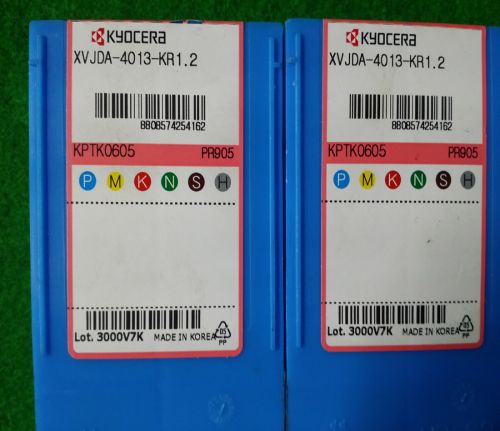 KYOCERA
XVJDA-4013-KR1.2
8808574254162
KPTK0605 PR905
P M K N S H
Lot. 3000V7K MADE IN KOREA
05
PP
KYOCERA
XVJDA-4013-KR1.2
8808574254162
KPTK0605 PR905
P M K N S H
Lot. 3000V7K MADE IN KOREA
05
PP